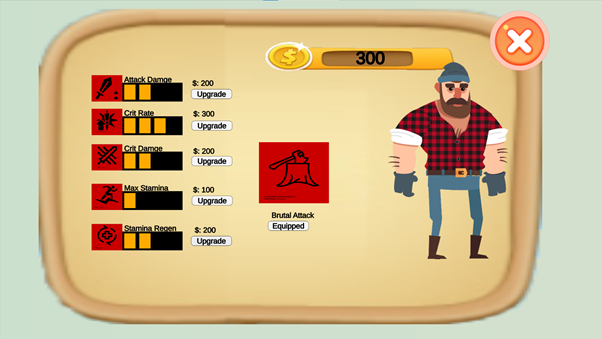 300
Attack Damge
$: 200
Upgrade
Crit Rate
$: 300
Upgrade
Crit Damge
$: 200
Upgrade
Max Stamina
$: 100
Upgrade
Stamina Regen
$: 200
Upgrade
Brutal Attack
Equipped